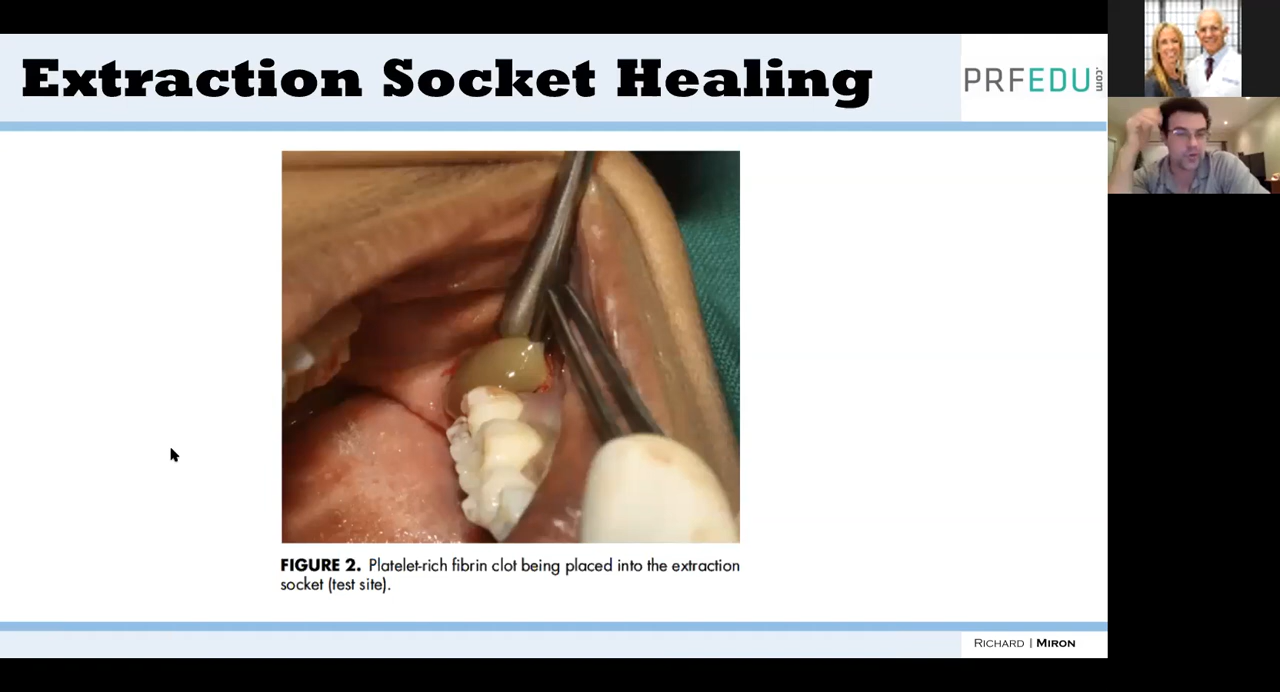 Extraction Socket Healing
PRFEDU.com
FIGURE 2. Platelet-rich fibrin clot being placed into the extraction
socket (test site).
RICHARD | MIRON